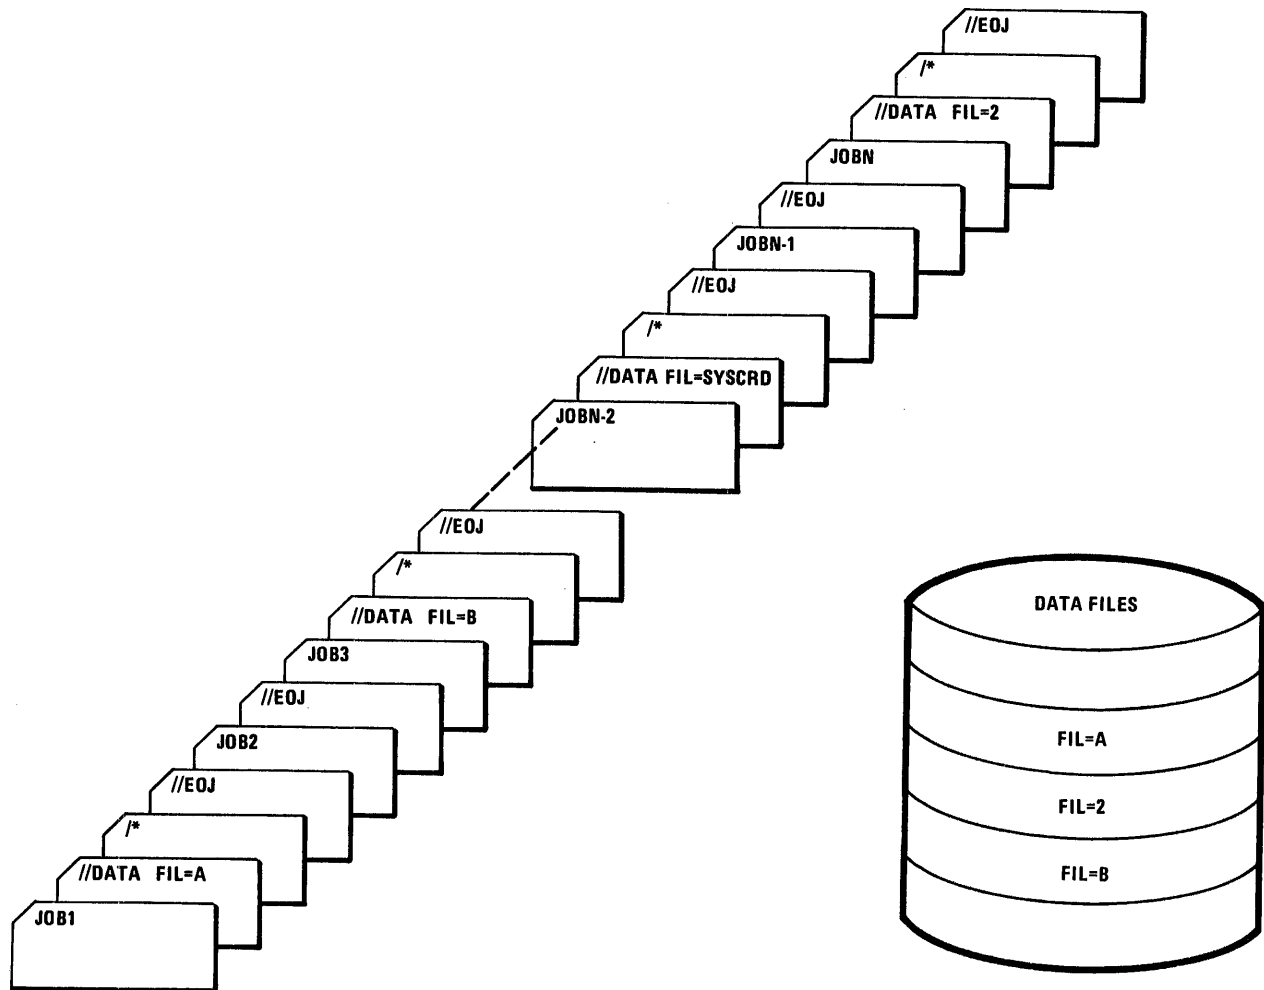 //EOJ
/*
//DATA FIL=2
JOBN
//EOJ
JOBN-1
//EOJ
/*
//DATA FIL=SYSCRD
JOBN-2
//EOJ
/*
//DATA FIL=B
JOB3
//EOJ
JOB2
//EOJ
/*
//DATA FIL=A
JOB1
DATA FILES
FIL=A
FIL=2
FIL=B